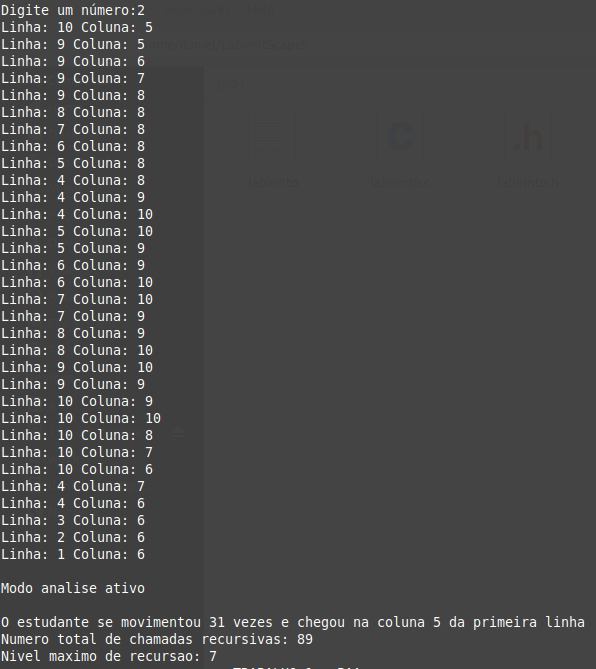 Digite um número:2
Linha: 10 Coluna: 5
Linha: 9 Coluna: 5
Linha: 9 Coluna: 6
Linha: 9 Coluna: 7
Linha: 9 Coluna: 8
Linha: 8 Coluna: 8
Linha: 7 Coluna: 8
Linha: 6 Coluna: 8
Linha: 5 Coluna: 8
Linha: 4 Coluna: 8
Linha: 4 Coluna: 9
Linha: 4 Coluna: 10
Linha: 5 Coluna: 10
Linha: 5 Coluna: 9
Linha: 6 Coluna: 9
Linha: 6 Coluna: 10
Linha: 7 Coluna: 10
Linha: 7 Coluna: 9
Linha: 8 Coluna: 9
Linha: 8 Coluna: 10
Linha: 9 Coluna: 10
Linha: 9 Coluna: 9
Linha: 10 Coluna: 9
Linha: 10 Coluna: 10
Linha: 10 Coluna: 8
Linha: 10 Coluna: 7
Linha: 10 Coluna: 6
Linha: 4 Coluna: 7
Linha: 4 Coluna: 6
Linha: 3 Coluna: 6
Linha: 2 Coluna: 6
Linha: 1 Coluna: 6
Modo analise ativo
O estudante se movimentou 31 vezes e chegou na coluna 5 da primeira linha
Numero total de chamadas recursivas: 89
Nivel maximo de recursao: 7